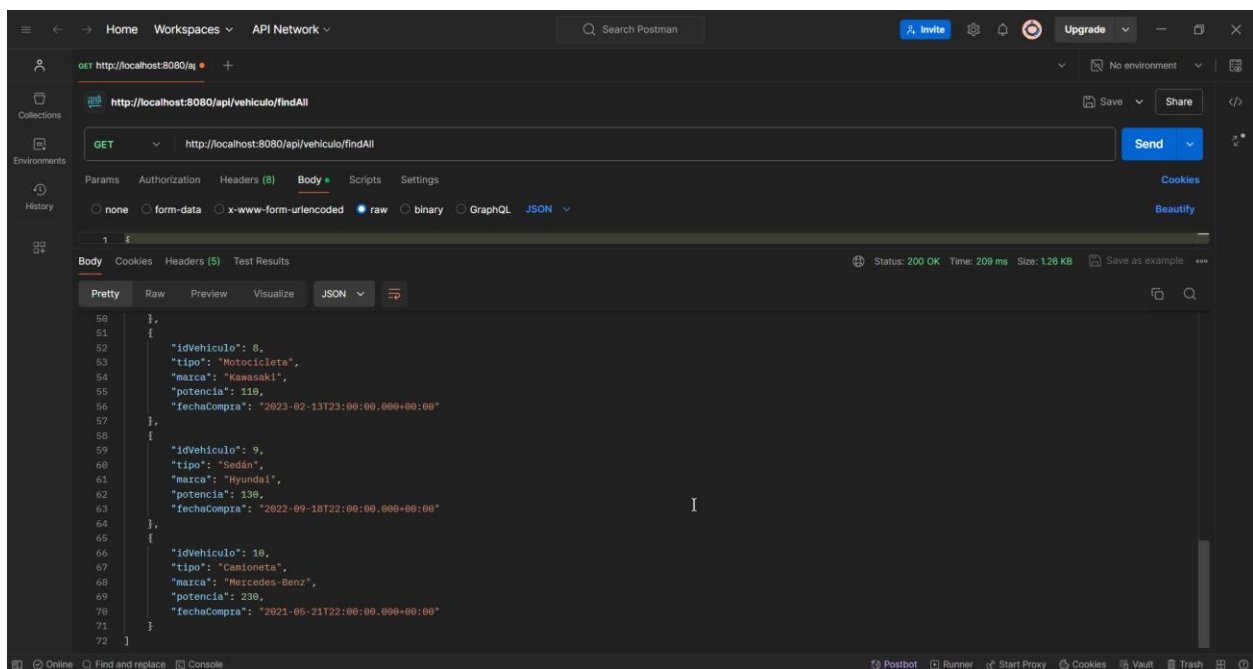 Home Workspaces API Network Search Postman Invite Upgrade
GET http://localhost:8080/a No environment
HTTP http://localhost:8080/api/vehiculo/findAll Save Share
Collections
GET http://localhost:8080/api/vehiculo/findAll Send
Environments
Params Authorization Headers (8) Body Scripts Settings Cookies
History
none form-data x-www-form-urlencoded raw binary GraphQL JSON Beautify
1 {
Body Cookies Headers (5) Test Results Status: 200 OK Time: 209 ms Size: 1.26 KB Save as example
Pretty Raw Preview Visualize JSON
50 },
51 {
52 "idVehiculo": 8,
53 "tipo": "Motocicleta",
54 "marca": "Kawasaki",
55 "potencia": 110,
56 "fechaCompra": "2023-02-13T23:00:00.000+00:00"
57 },
58 {
59 "idVehiculo": 9,
60 "tipo": "Sedán",
61 "marca": "Hyundai",
62 "potencia": 130,
63 "fechaCompra": "2022-09-18T22:00:00.000+00:00"
64 },
65 {
66 "idVehiculo": 10,
67 "tipo": "Camioneta",
68 "marca": "Mercedes-Benz",
69 "potencia": 230,
70 "fechaCompra": "2021-05-21T22:00:00.000+00:00"
71 }
72 ]
Online Find and replace Console Postbot Runner Start Proxy Cookies Vault Trash